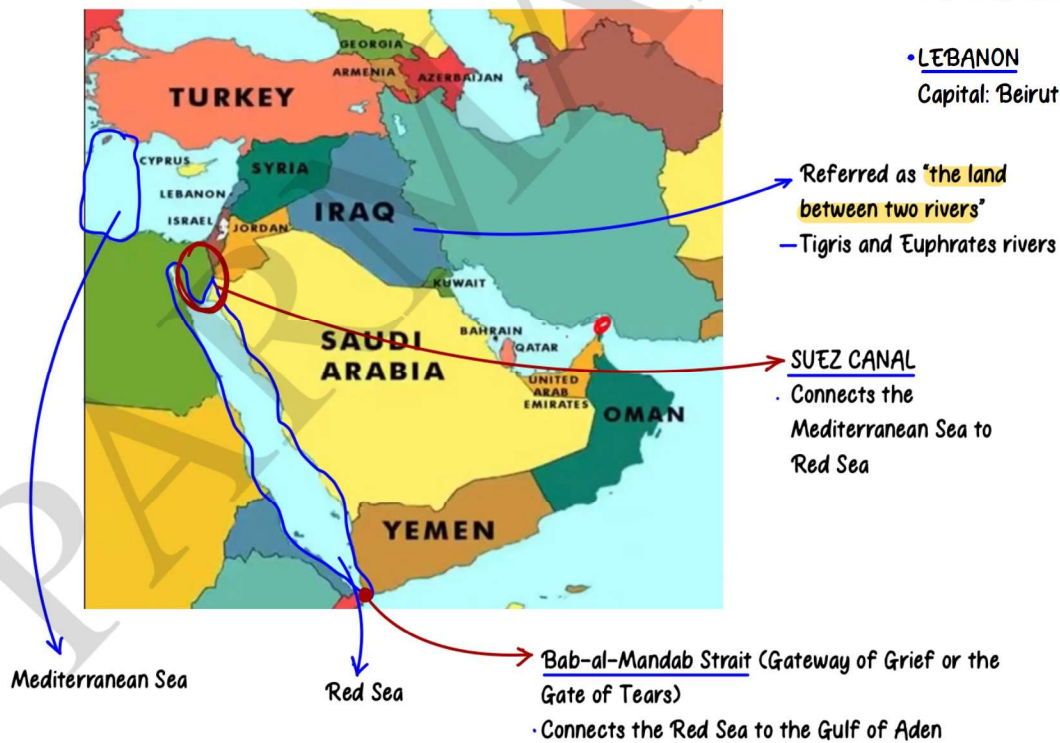 • LEBANON
Capital: Beirut
GEORGIA
ARMENIA
AZERBAIJAN
TURKEY
CYPRUS
SYRIA
LEBANON
ISRAEL
IRAQ
JORDAN
KUWAIT
SAUDI
ARABIA
BAHRAIN
QATAR
UNITED
ARAB
EMIRATES
OMAN
YEMEN
Referred as "the land
between two rivers"
– Tigris and Euphrates rivers
SUEZ CANAL
· Connects the
Mediterranean Sea to
Red Sea
Mediterranean Sea
Red Sea
Bab-al-Mandab Strait (Gateway of Grief or the
Gate of Tears)
· Connects the Red Sea to the Gulf of Aden